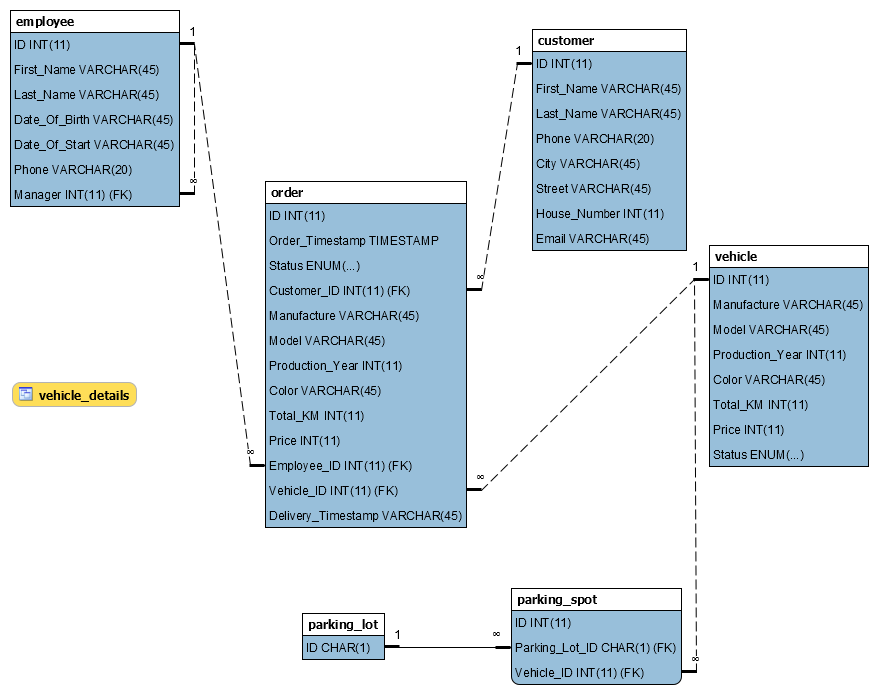 employee
ID INT(11)
First_Name VARCHAR(45)
Last_Name VARCHAR(45)
Date_Of_Birth VARCHAR(45)
Date_Of_Start VARCHAR(45)
Phone VARCHAR(20)
Manager INT(11) (FK)
1
∞
customer
ID INT(11)
First_Name VARCHAR(45)
Last_Name VARCHAR(45)
Phone VARCHAR(20)
City VARCHAR(45)
Street VARCHAR(45)
House_Number INT(11)
Email VARCHAR(45)
1
∞
order
ID INT(11)
Order_Timestamp TIMESTAMP
Status ENUM(...)
Customer_ID INT(11) (FK)
Manufacture VARCHAR(45)
Model VARCHAR(45)
Production_Year INT(11)
Color VARCHAR(45)
Total_KM INT(11)
Price INT(11)
Employee_ID INT(11) (FK)
Vehicle_ID INT(11) (FK)
Delivery_Timestamp VARCHAR(45)
∞
∞
vehicle
ID INT(11)
Manufacture VARCHAR(45)
Model VARCHAR(45)
Production_Year INT(11)
Color VARCHAR(45)
Total_KM INT(11)
Price INT(11)
Status ENUM(...)
1
vehicle_details
parking_lot
ID CHAR(1)
1
∞
parking_spot
ID INT(11)
Parking_Lot_ID CHAR(1) (FK)
Vehicle_ID INT(11) (FK)
∞